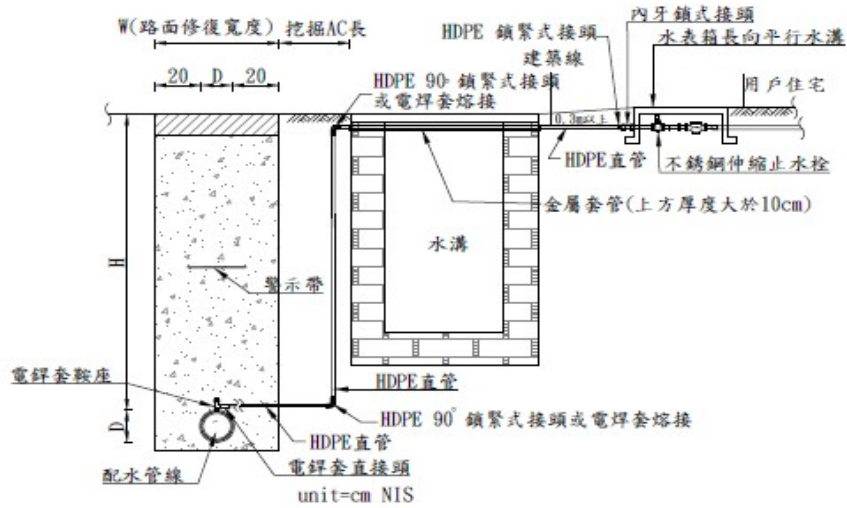 W(路面修復寬度)
挖掘AC長
HDPE 鎖緊式接頭
內牙鎖式接頭
水表箱長向平行水溝
建築線
用戶住宅
20 D 20
HDPE 90°鎖緊式接頭
或電焊套熔接
0.3m以上
HDPE直管
不銹鋼伸縮止水栓
金屬套管(上方厚度大於10cm)
水溝
H
警示帶
電銲套鞍座
HDPE直管
D
HDPE 90°鎖緊式接頭或電焊套熔接
HDPE直管
配水管線
電銲套直接頭
unit=cm NIS